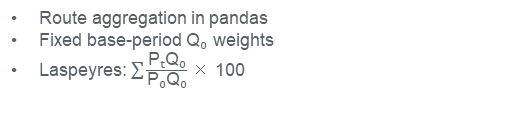 • Route aggregation in pandas
• Fixed base-period Q₀ weights
• Laspeyres: ∑ PₜQ₀ / P₀Q₀ × 100